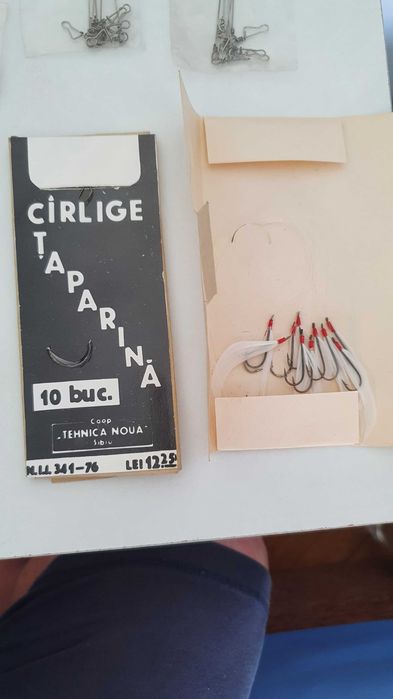 CÎRLIGE
ȚAPARINĂ
10 buc.
Coop
"TEHNICA NOUA"
Sibiu
N.I.I. 341-76 LEI 12.25